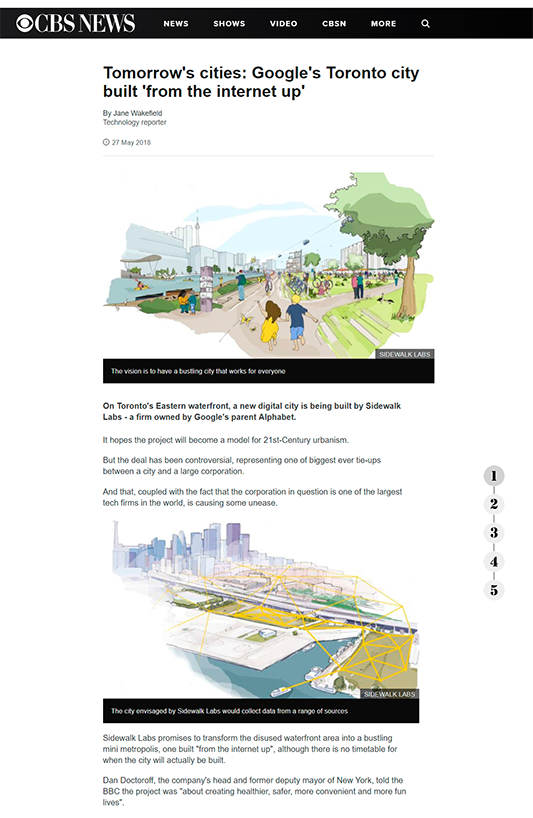 CBS NEWS NEWS SHOWS VIDEO CBSN MORE
Tomorrow's cities: Google's Toronto city
built 'from the internet up'
By Jane Wakefield
Technology reporter
27 May 2018
SIDEWALK LABS
The vision is to have a bustling city that works for everyone
On Toronto's Eastern waterfront, a new digital city is being built by Sidewalk
Labs - a firm owned by Google's parent Alphabet.
It hopes the project will become a model for 21st-Century urbanism.
But the deal has been controversial, representing one of biggest ever tie-ups
between a city and a large corporation.
And that, coupled with the fact that the corporation in question is one of the largest
tech firms in the world, is causing some unease.
1
2
3
4
5
SIDEWALK LABS
The city envisaged by Sidewalk Labs would collect data from a range of sources
Sidewalk Labs promises to transform the disused waterfront area into a bustling
mini metropolis, one built "from the internet up", although there is no timetable for
when the city will actually be built.
Dan Doctoroff, the company's head and former deputy mayor of New York, told the
BBC the project was "about creating healthier, safer, more convenient and more fun
lives".